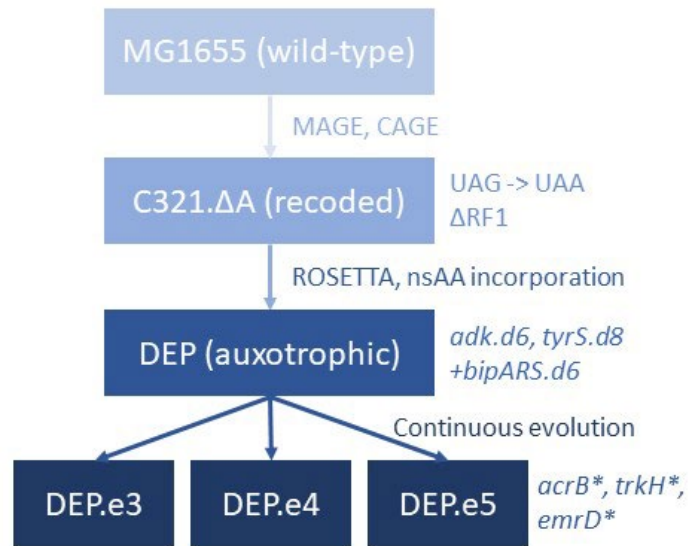 MG1655 (wild-type)
MAGE, CAGE
C321.ΔA (recoded)
UAG -> UAA
ΔRF1
ROSETTA, nsAA incorporation
DEP (auxotrophic)
adk.d6, tyrS.d8
+bipARS.d6
Continuous evolution
DEP.e3
DEP.e4
DEP.e5
acrB*, trkH*,
emrD*